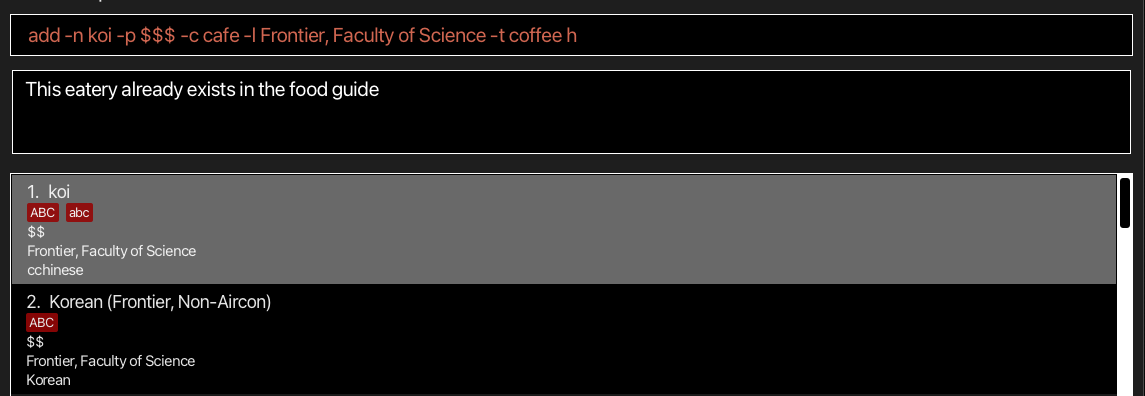 add -n koi -p $$$ -c cafe -l Frontier, Faculty of Science -t coffee h
This eatery already exists in the food guide
1. koi
ABC abc
$$
Frontier, Faculty of Science
cchinese
2. Korean (Frontier, Non-Aircon)
ABC
$$
Frontier, Faculty of Science
Korean